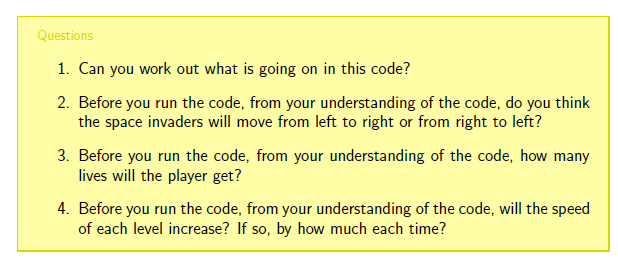 Questions
1. Can you work out what is going on in this code?
2. Before you run the code, from your understanding of the code, do you think
the space invaders will move from left to right or from right to left?
3. Before you run the code, from your understanding of the code, how many
lives will the player get?
4. Before you run the code, from your understanding of the code, will the speed
of each level increase? If so, by how much each time?